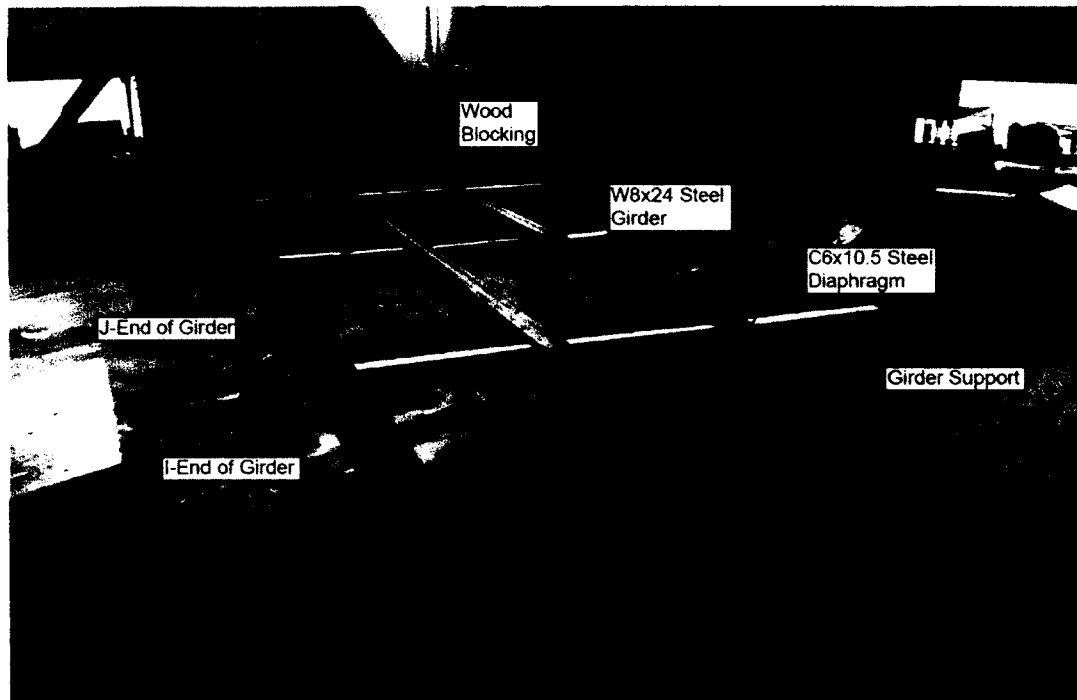 Wood
Blocking
W8x24 Steel
Girder
C6x10.5 Steel
Diaphragm
J-End of Girder
Girder Support
I-End of Girder